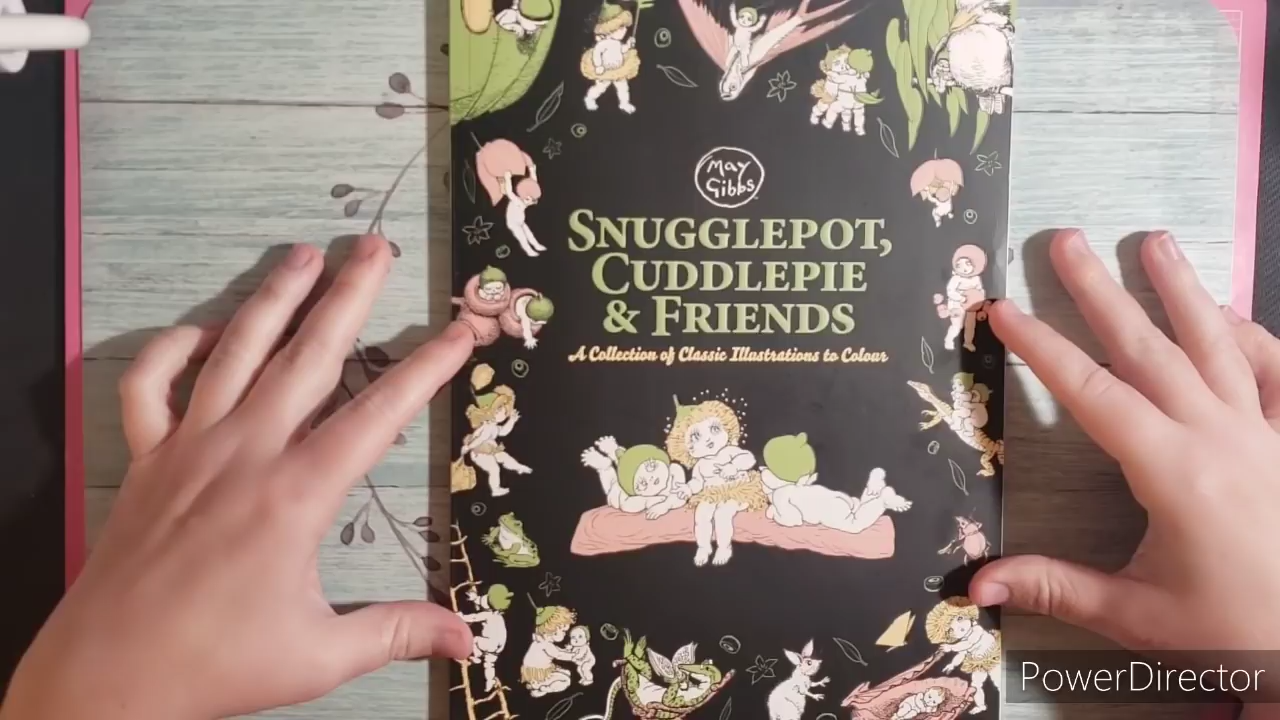 May
Gibbs
SNUGGLEPOT,
CUDDLEPIE
& FRIENDS
A Collection of Classic Illustrations to Colour
PowerDirector